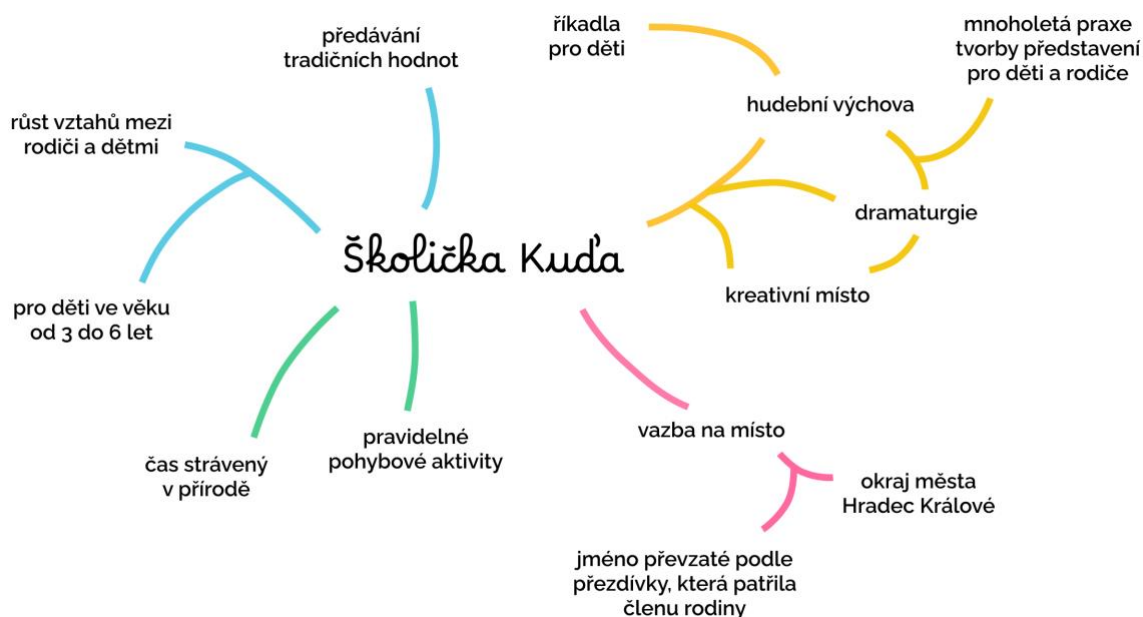 předávání
tradičních hodnot
růst vztahů mezi
rodiči a dětmi
pro děti ve věku
od 3 do 6 let
říkadla
pro děti
mnoholetá praxe
tvorby představení
pro děti a rodiče
hudební výchova
dramaturgie
kreativní místo
Školička Kuďa
čas strávený
v přírodě
pravidelné
pohybové aktivity
vazba na místo
okraj města
Hradec Králové
jméno převzaté podle
přezdívky, která patřila
členu rodiny